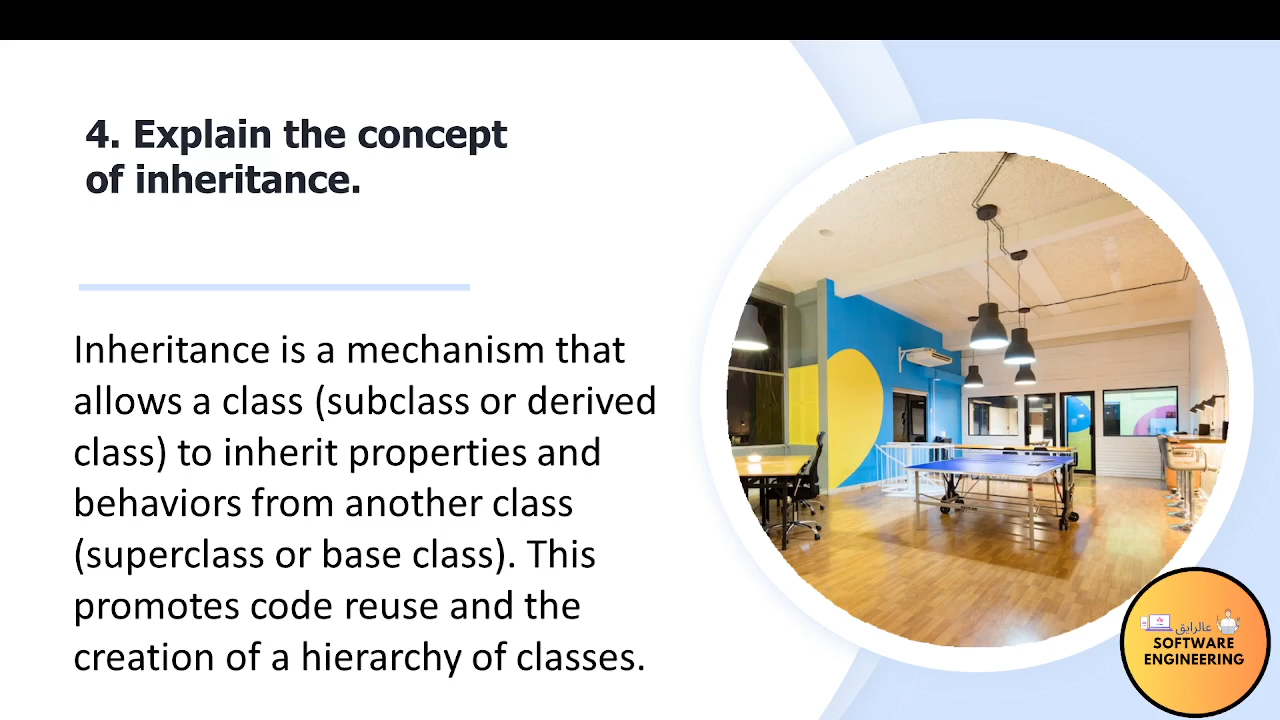 4. Explain the concept
of inheritance.
Inheritance is a mechanism that
allows a class (subclass or derived
class) to inherit properties and
behaviors from another class
(superclass or base class). This
promotes code reuse and the
creation of a hierarchy of classes.
عالرايق
SOFTWARE
ENGINEERING